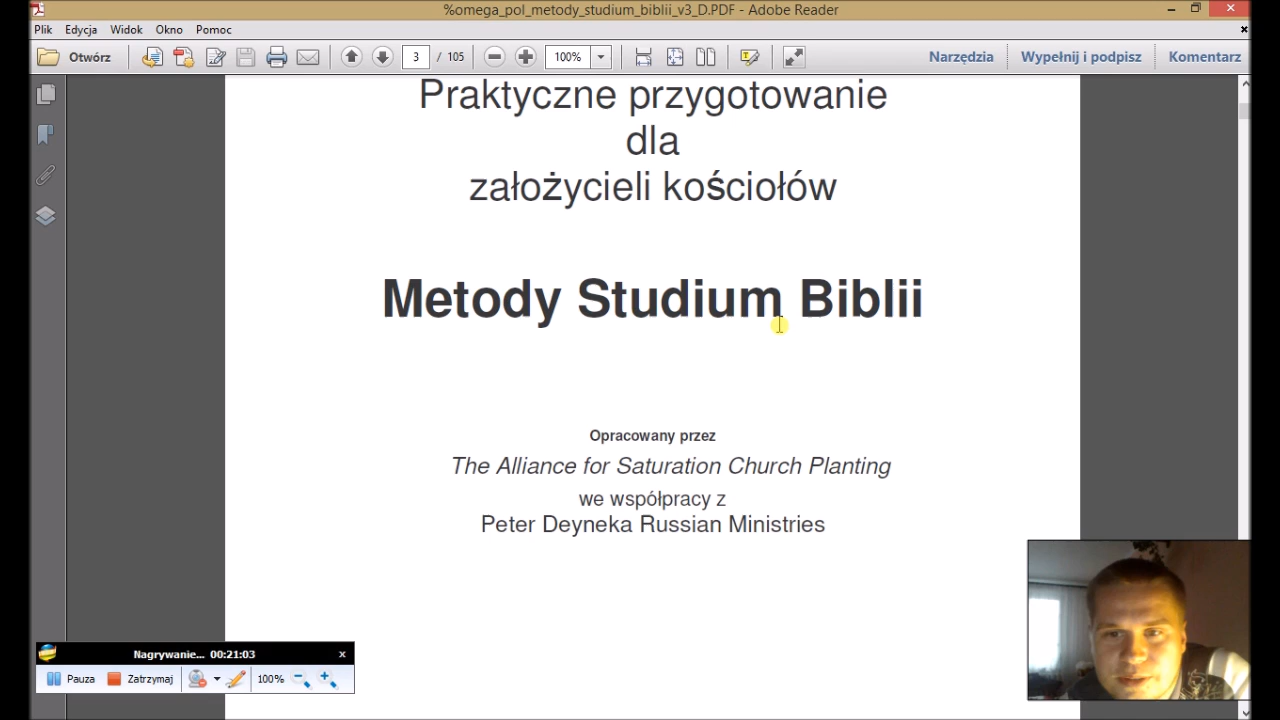 %omega_pol_metody_studium_biblii_v3_D.PDF - Adobe Reader
Plik Edycja Widok Okno Pomoc
Otwórz 3 / 105 100% Narzędzia Wypełnij i podpisz Komentarz
Praktyczne przygotowanie
dla
założycieli kościołów
Metody Studium Biblii
Opracowany przez
The Alliance for Saturation Church Planting
we współpracy z
Peter Deyneka Russian Ministries
Nagrywanie... 00:21:03 x
Pauza Zatrzymaj 100%